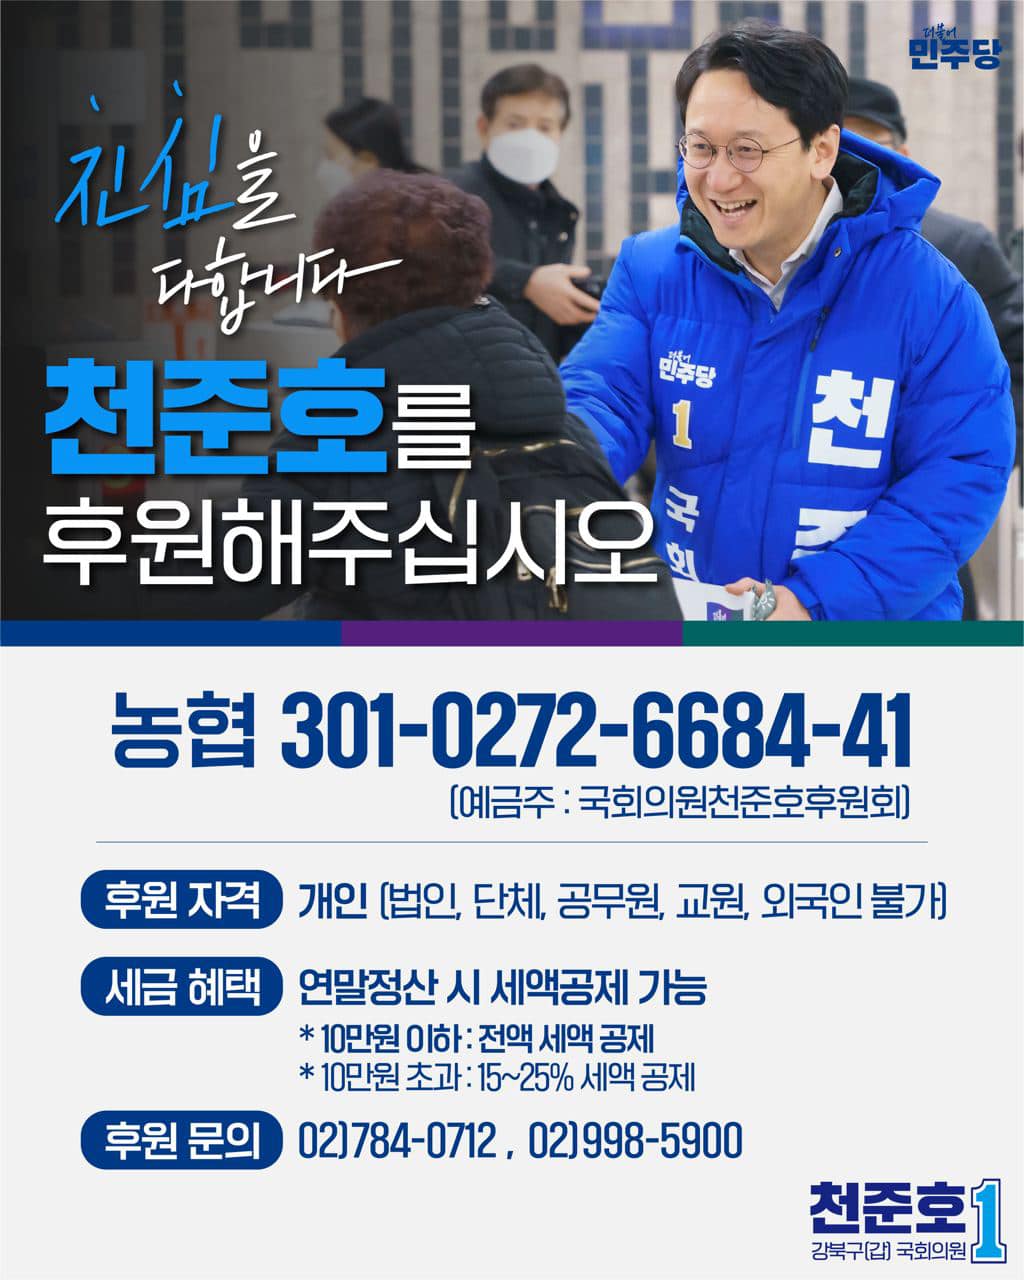 더불어
민주당
진심을
다합니다
천준호를
후원해주십시오
더불어
민주당
1
국회
천준
농협 301-0272-6684-41
(예금주 : 국회의원천준호후원회)
후원 자격 개인 (법인, 단체, 공무원, 교원, 외국인 불가)
세금 혜택 연말정산 시 세액공제 가능
* 10만원 이하 : 전액 세액 공제
* 10만원 초과 : 15~25% 세액 공제
후원 문의 02)784-0712 , 02)998-5900
천준호 1
강북구(갑) 국회의원